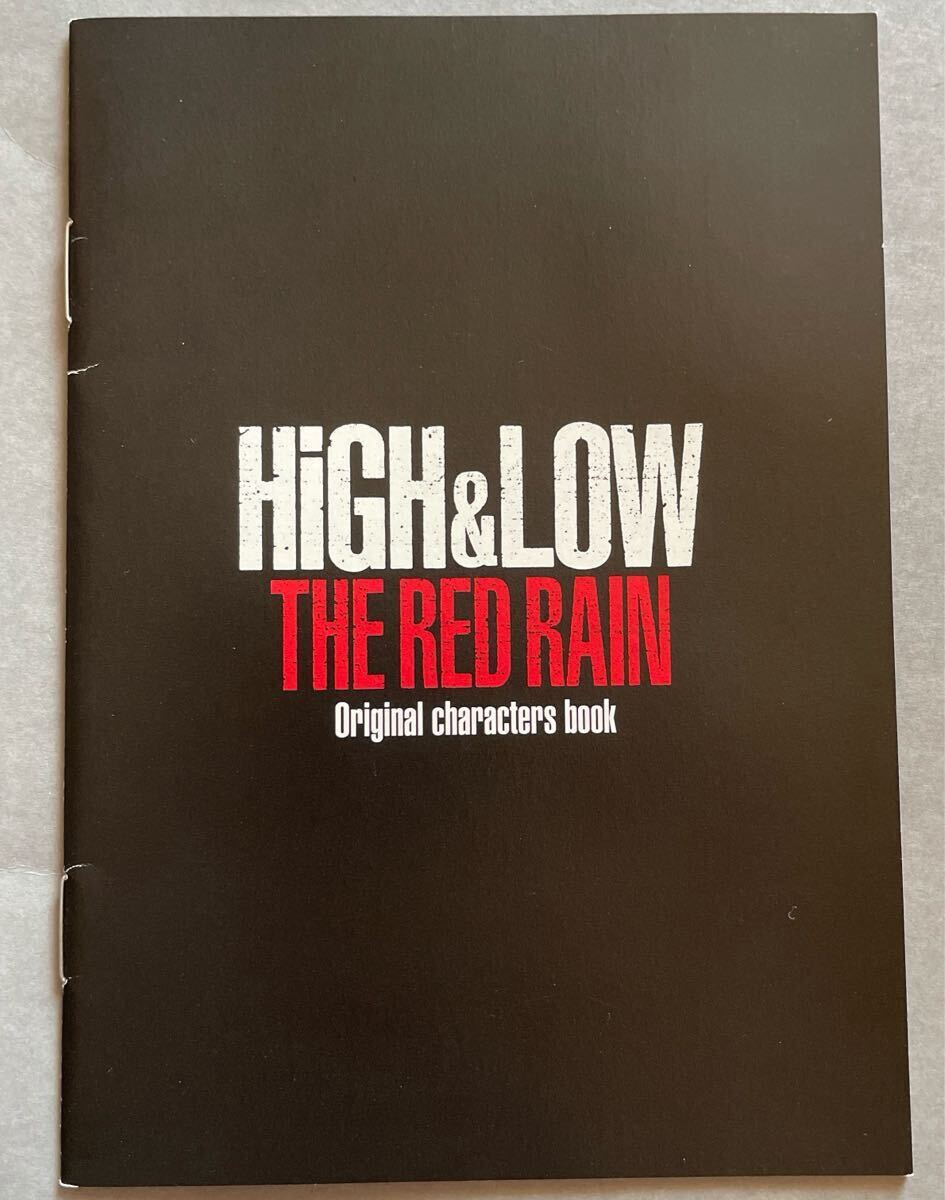 HiGH&LOW
THE RED RAIN
Original characters book